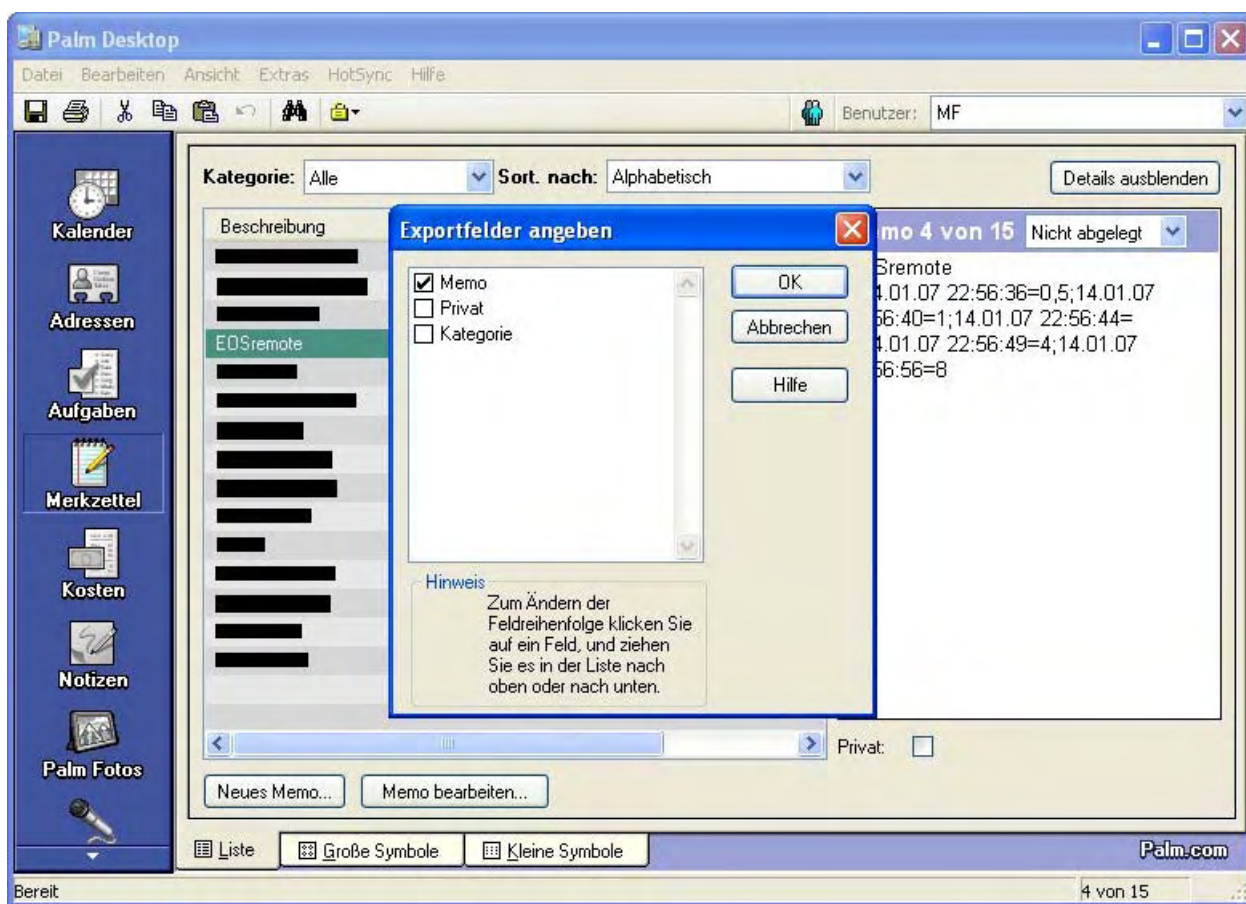 Palm Desktop
Datei Bearbeiten Ansicht Extras HotSync Hilfe
Benutzer: MF
Kategorie: Alle Sort. nach: Alphabetisch Details ausblenden
Kalender
Adressen
Aufgaben
Merkzettel
Kosten
Notizen
Palm Fotos
Beschreibung
EOSremote
Exportfelder angeben
Memo
Privat
Kategorie
OK
Abbrechen
Hilfe
Hinweis
Zum Ändern der
Feldreihenfolge klicken Sie
auf ein Feld, und ziehen
Sie es in der Liste nach
oben oder nach unten.
mo 4 von 15 Nicht abgelegt
Sremote
4.01.07 22:56:36=0,5;14.01.07
56:40=1;14.01.07 22:56:44=
4.01.07 22:56:49=4;14.01.07
56:56=8
Privat:
Neues Memo... Memo bearbeiten...
Liste Große Symbole Kleine Symbole
Palm.com
Bereit 4 von 15